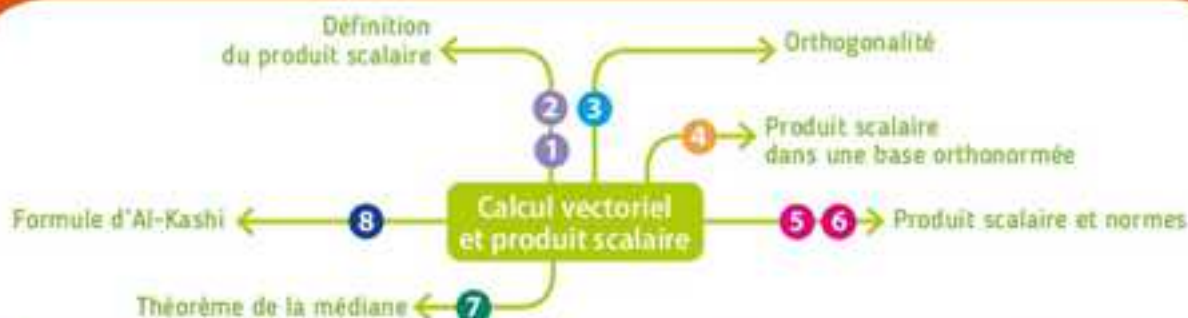 Définition
du produit scalaire
Orthogonalité
2
3
1
4
Produit scalaire
dans une base orthonormée
Formule d'Al-Kashi
8
Calcul vectoriel
et produit scalaire
5
6
Produit scalaire et normes
Théorème de la médiane
7